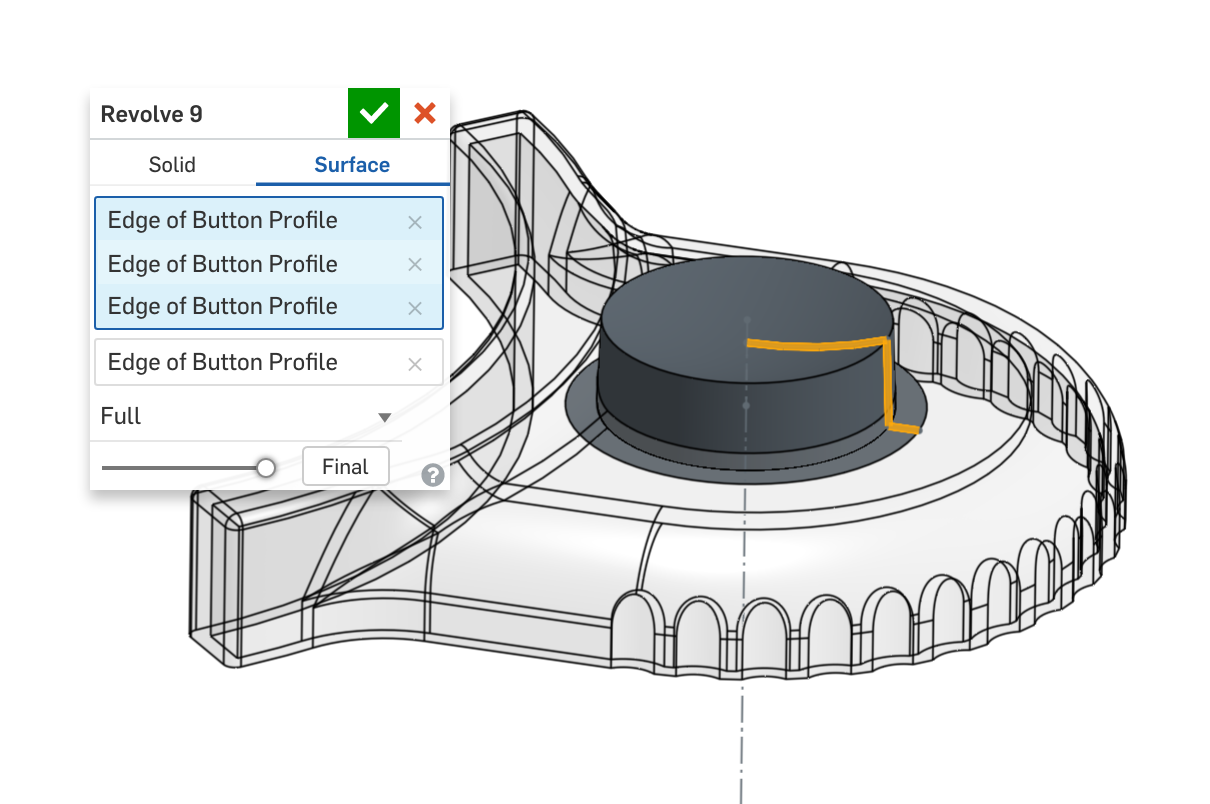 Revolve 9
Solid Surface
Edge of Button Profile
Edge of Button Profile
Edge of Button Profile
Edge of Button Profile
Full
Final ?